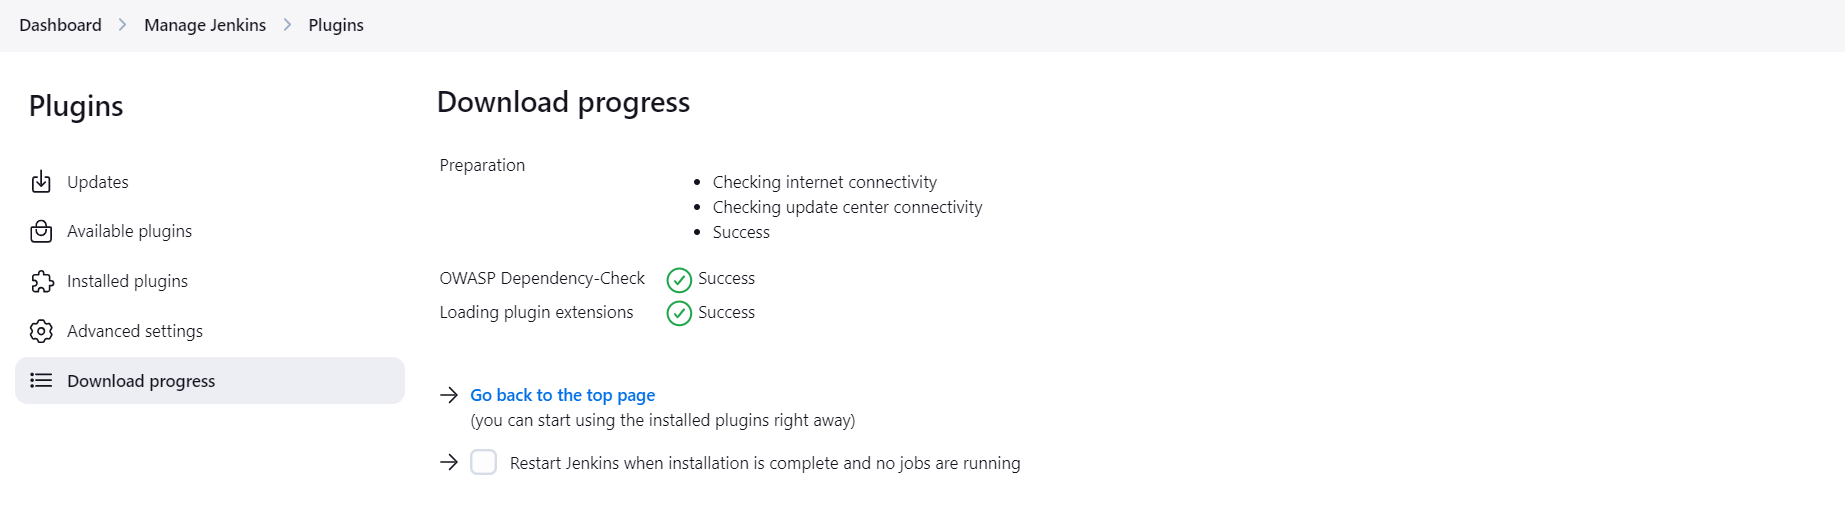 Dashboard
Manage Jenkins
Plugins
Plugins
Updates
Available plugins
Installed plugins
Advanced settings
Download progress
Download progress
Preparation
Checking internet connectivity
Checking update center connectivity
Success
OWASP Dependency-Check Success
Loading plugin extensions Success
Go back to the top page
(you can start using the installed plugins right away)
Restart Jenkins when installation is complete and no jobs are running